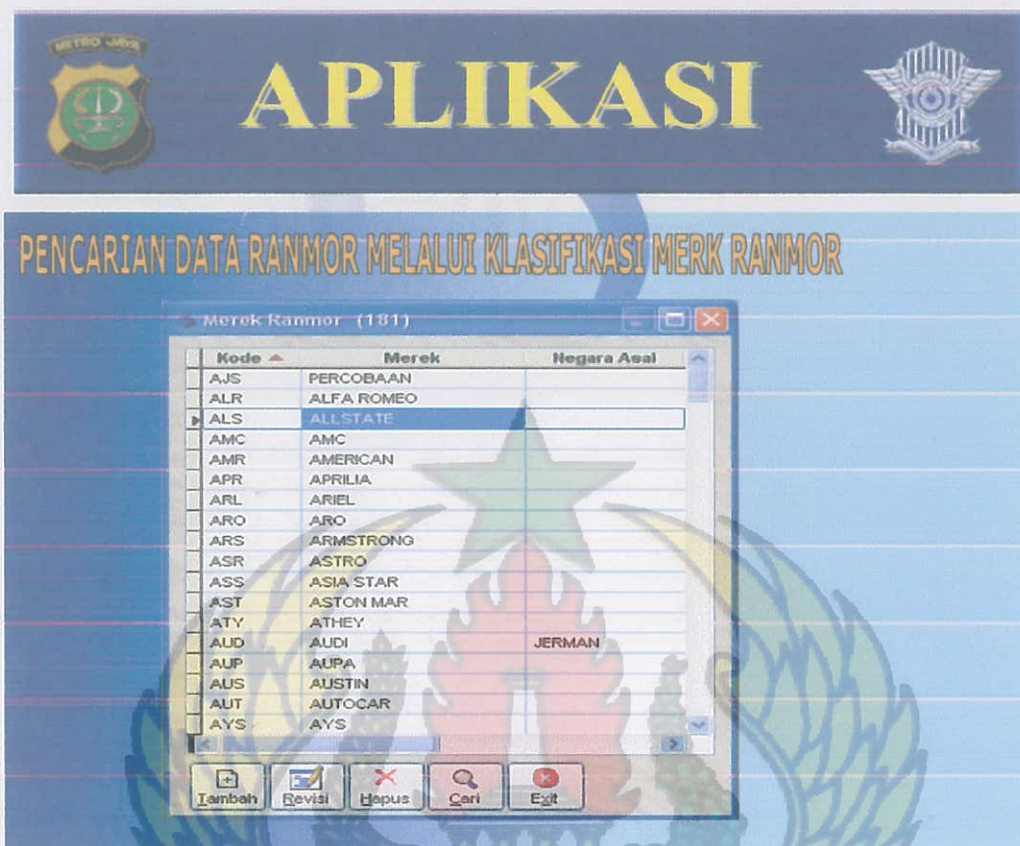 METRO JAYA
APLIKASI
PENCARIAN DATA RANMOR MELALUI KLASIFIKASI MERK RANMOR
Merek Ranmor (181)
Kode Merek Negara Asal
AJS PERCOBAAN
ALR ALFA ROMEO
ALS ALLSTATE
AMC AMC
AMR AMERICAN
APR APRILIA
ARL ARIEL
ARO ARO
ARS ARMSTRONG
ASR ASTRO
ASS ASIA STAR
AST ASTON MAR
ATY ATHEY
AUD AUDI JERMAN
AUP AUPA
AUS AUSTIN
AUT AUTOCAR
AYS AYS
Tambah Revisi Hapus Cari Exit